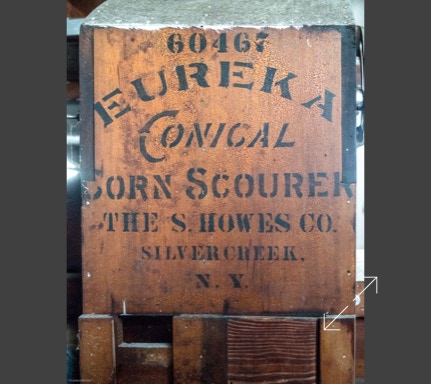 60467
EUREKA
CONICAL
CORN SCOURER
THE S. HOWES CO.
SILVER CREEK,
N. Y.